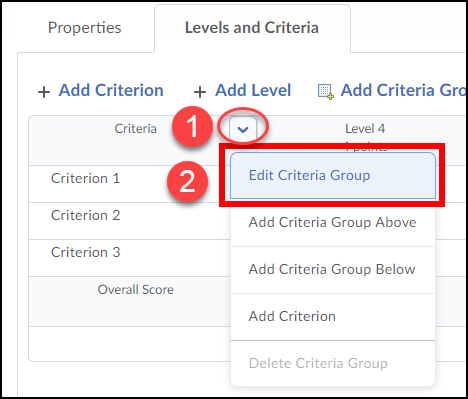 Properties
Levels and Criteria
+ Add Criterion + Add Level Add Criteria Gro
Criteria 1 Level 4
points
2 Edit Criteria Group
Criterion 1
Add Criteria Group Above
Criterion 2
Add Criteria Group Below
Criterion 3
Overall Score
Add Criterion
Delete Criteria Group